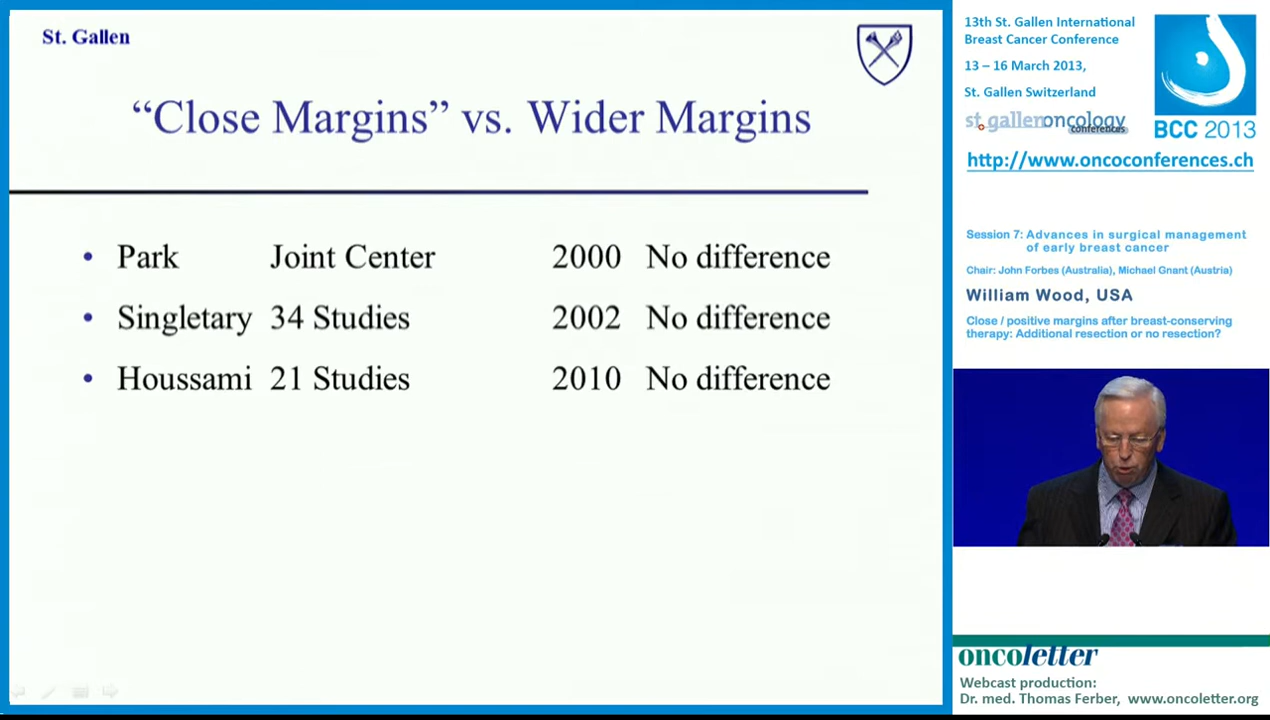 St. Gallen
“Close Margins” vs. Wider Margins
• Park Joint Center 2000 No difference
• Singletary 34 Studies 2002 No difference
• Houssami 21 Studies 2010 No difference
13th St. Gallen International
Breast Cancer Conference
13 – 16 March 2013,
St. Gallen Switzerland
st.gallenoncology
conferences
BCC 2013
http://www.oncoconferences.ch
Session 7: Advances in surgical management
of early breast cancer
Chair: John Forbes (Australia), Michael Gnant (Austria)
William Wood, USA
Close / positive margins after breast-conserving
therapy: Additional resection or no resection?
oncoletter
Webcast production:
Dr. med. Thomas Ferber, www.oncoletter.org